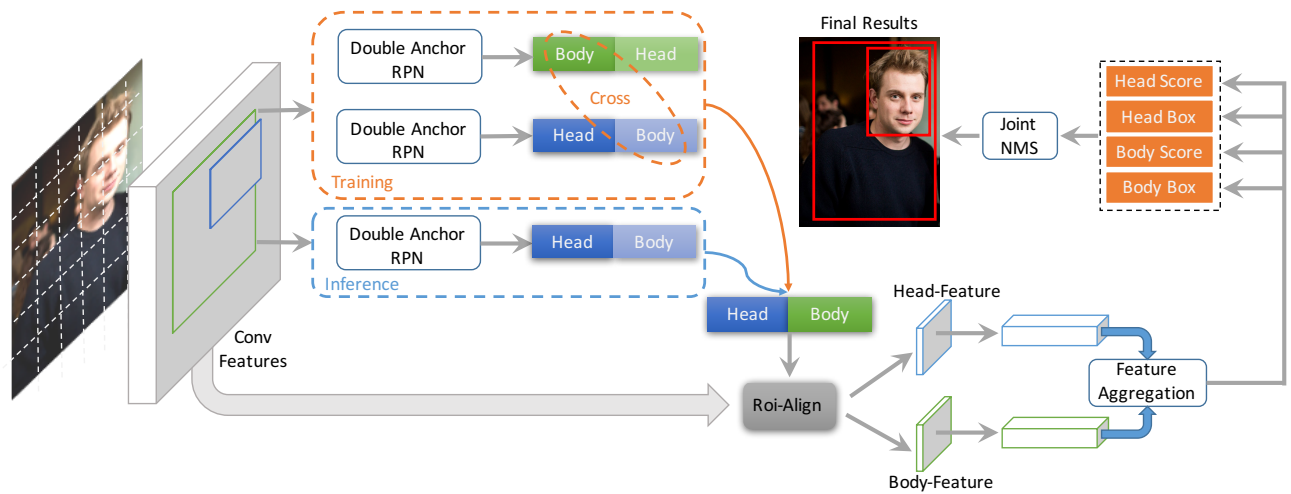 Double Anchor
RPN
Body
Head
Cross
Double Anchor
RPN
Head
Body
Training
Double Anchor
RPN
Head
Body
Inference
Conv
Features
Head
Body
Roi-Align
Head-Feature
Body-Feature
Feature
Aggregation
Head Score
Head Box
Body Score
Body Box
Joint
NMS
Final Results